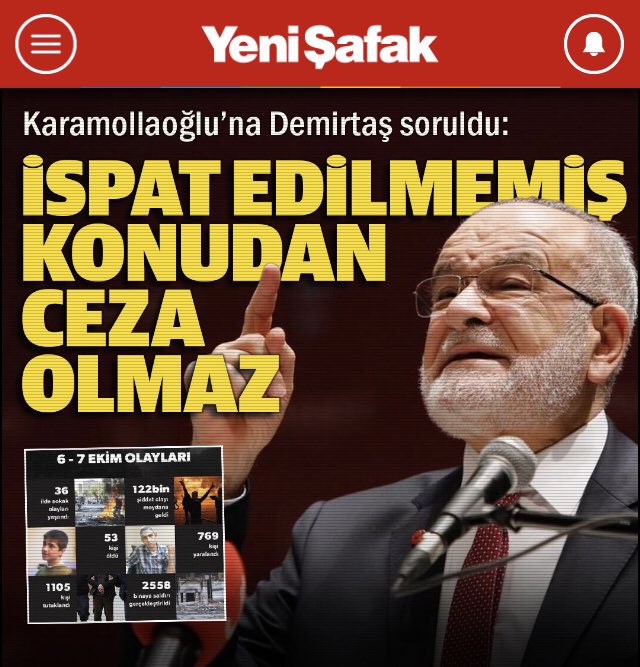 Yeni Şafak
Karamollaoğlu’na Demirtaş soruldu:
İSPAT EDİLMEMİŞ
KONUDAN
CEZA
OLMAZ
6 - 7 EKİM OLAYLARI
36
ilde sokak
olayları
yaşandı
122bin
şiddet olayı
meydana
geldi
53
kişi
öldü
769
kişi
yaralandı
1105
kişi
tutuklandı
2558
binaya saldırı
gerçekleştirildi